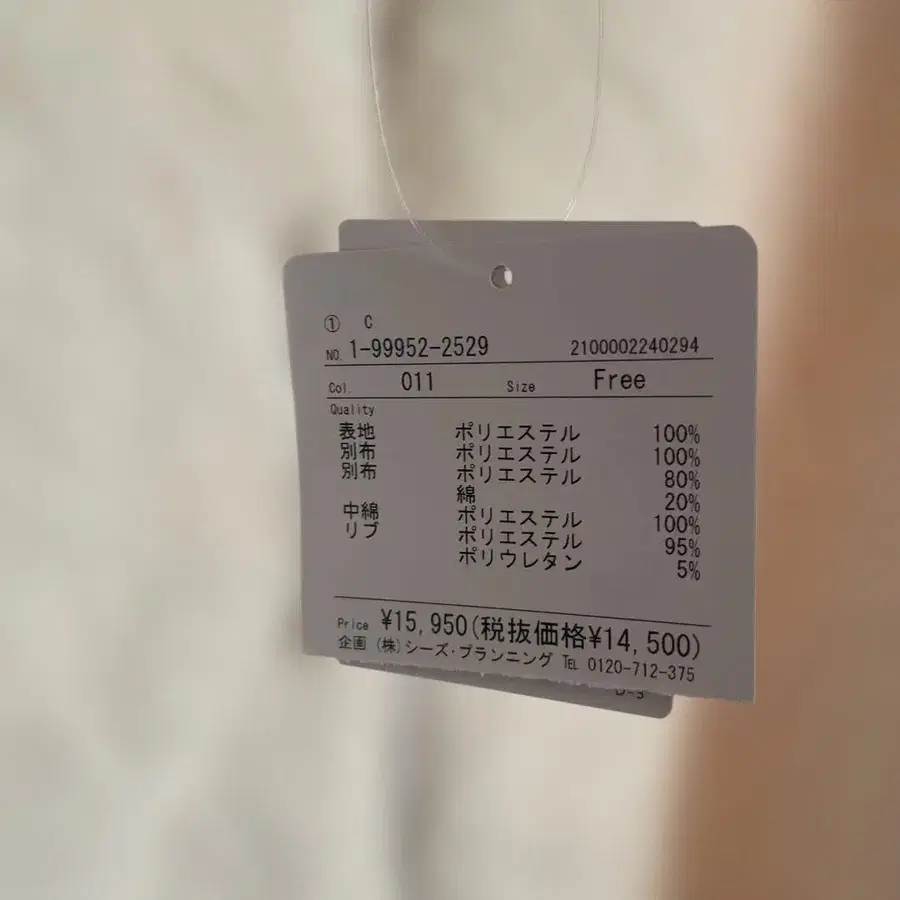 ① C
NO. 1-99952-2529 2100002240294
Col. 011 Size Free
Quality
表地 ポリエステル 100%
別布 ポリエステル 100%
別布 ポリエステル 80%
綿 20%
中綿 ポリエステル 100%
リブ ポリエステル 95%
ポリウレタン 5%
Price ¥15,950(税抜価格¥14,500)
企画 (株)シーズ・プランニング TEL 0120-712-375